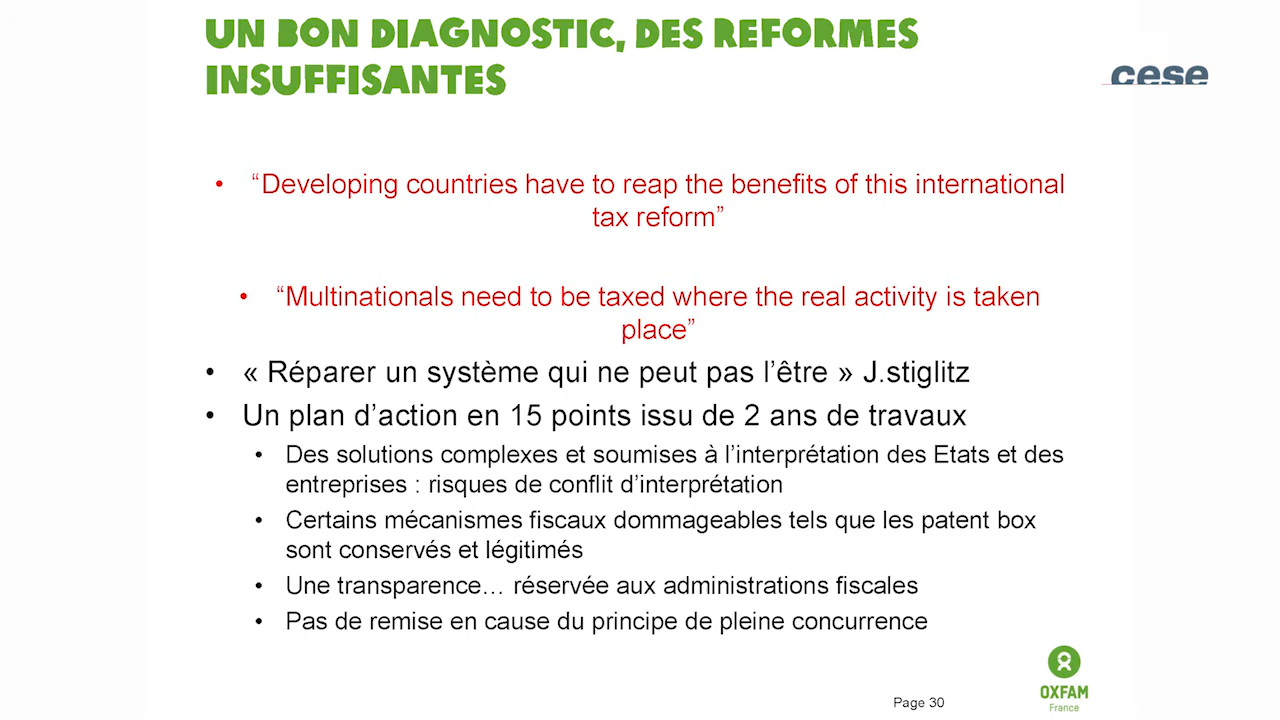 UN BON DIAGNOSTIC, DES REFORMES
INSUFFISANTES
cese
• “Developing countries have to reap the benefits of this international
tax reform”
• “Multinationals need to be taxed where the real activity is taken
place”
• « Réparer un système qui ne peut pas l’être » J.stiglitz
• Un plan d’action en 15 points issu de 2 ans de travaux
• Des solutions complexes et soumises à l’interprétation des Etats et des
entreprises : risques de conflit d’interprétation
• Certains mécanismes fiscaux dommageables tels que les patent box
sont conservés et légitimés
• Une transparence… réservée aux administrations fiscales
• Pas de remise en cause du principe de pleine concurrence
Page 30
OXFAM
France